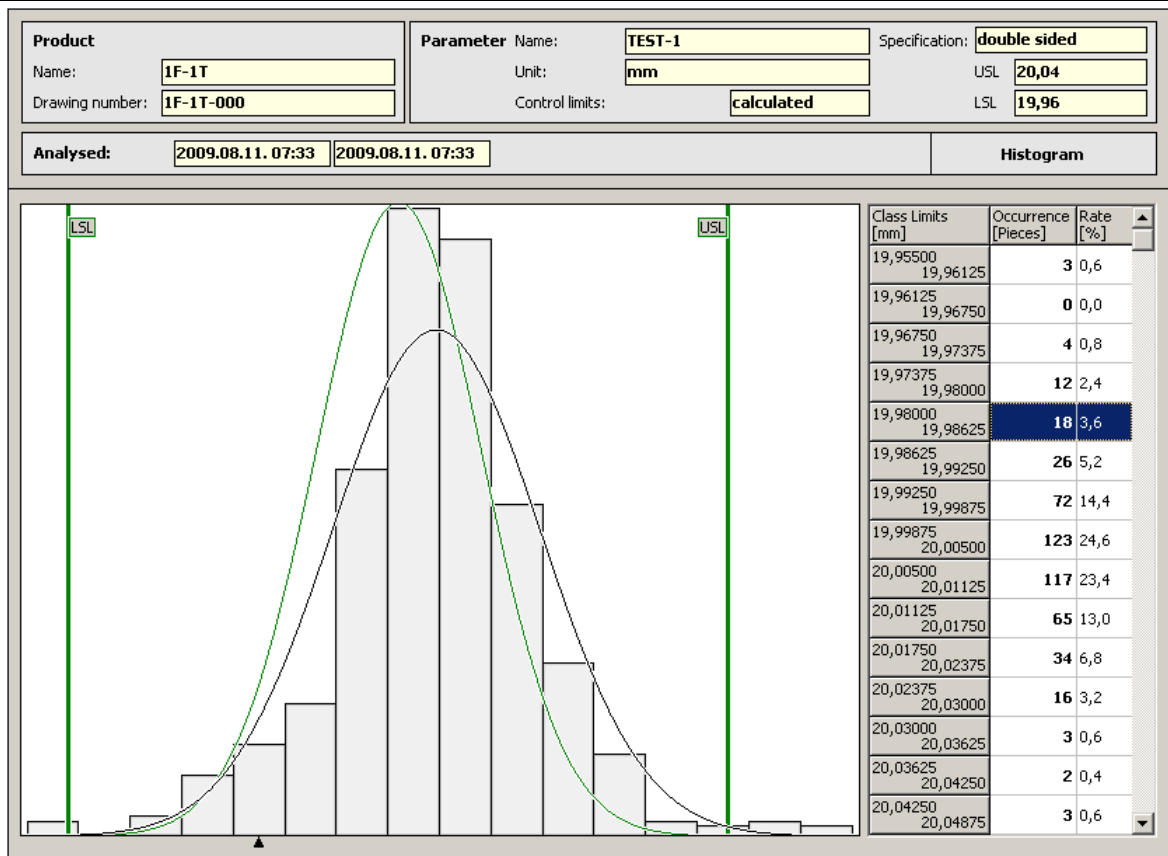 Product
Parameter Name: TEST-1 Specification: double sided
Name: 1F-1T Unit: mm USL 20,04
Drawing number: 1F-1T-000 Control limits: calculated LSL 19,96
Analysed: 2009.08.11. 07:33 2009.08.11. 07:33 Histogram
LSL USL
Class Limits Occurrence Rate
[mm] [Pieces] [%]
19,95500
19,96125 3 0,6
19,96125
19,96750 0 0,0
19,96750
19,97375 4 0,8
19,97375
19,98000 12 2,4
19,98000
19,98625 18 3,6
19,98625
19,99250 26 5,2
19,99250
19,99875 72 14,4
19,99875
20,00500 123 24,6
20,00500
20,01125 117 23,4
20,01125
20,01750 65 13,0
20,01750
20,02375 34 6,8
20,02375
20,03000 16 3,2
20,03000
20,03625 3 0,6
20,03625
20,04250 2 0,4
20,04250
20,04875 3 0,6